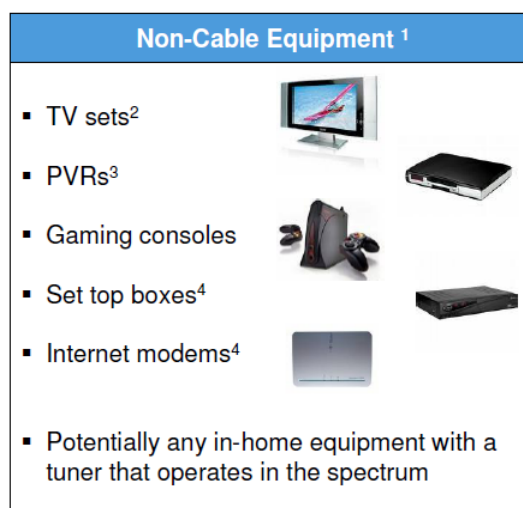 Non-Cable Equipment ¹
▪ TV sets²
▪ PVRs³
▪ Gaming consoles
▪ Set top boxes⁴
▪ Internet modems⁴
▪ Potentially any in-home equipment with a
tuner that operates in the spectrum